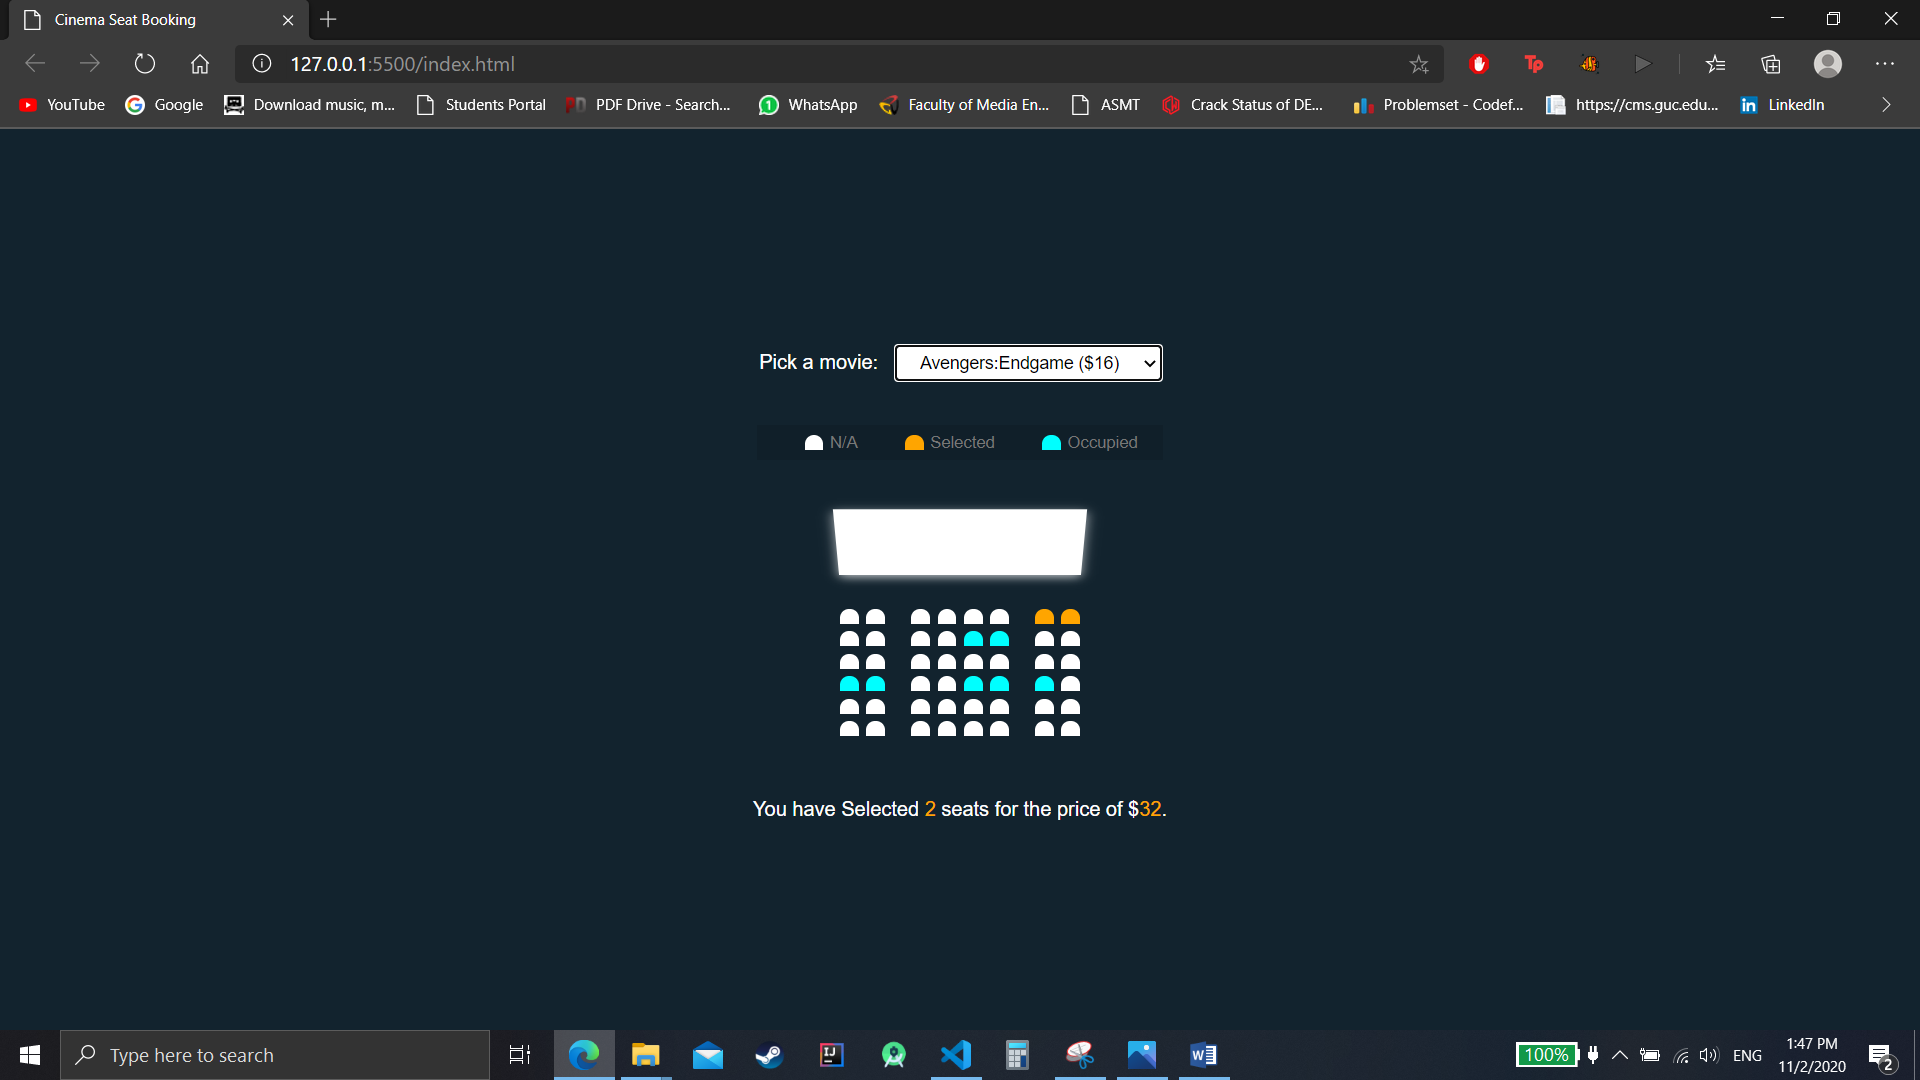 Cinema Seat Booking
127.0.0.1:5500/index.html
YouTube Google Download music, m... Students Portal PDF Drive - Search... WhatsApp Faculty of Media En... ASMT Crack Status of DE... Problemset - Codef... https://cms.guc.edu... LinkedIn
Pick a movie: Avengers:Endgame ($16)
N/A Selected Occupied
You have Selected 2 seats for the price of $32.
Type here to search
100% ENG
1:47 PM
11/2/2020
2